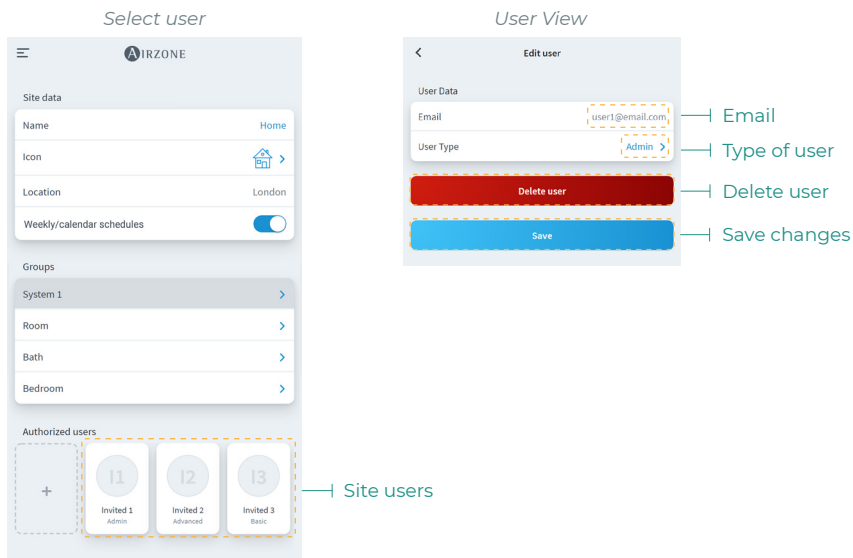 Select user
AIRZONE
Site data
Name Home
Icon
Location London
Weekly/calendar schedules
Groups
System 1
Room
Bath
Bedroom
Authorized users
+
I1
Invited 1
Admin
I2
Invited 2
Advanced
I3
Invited 3
Basic
Site users
User View
Edit user
User Data
Email user1@email.com
Email
User Type Admin
Type of user
Delete user
Delete user
Save
Save changes